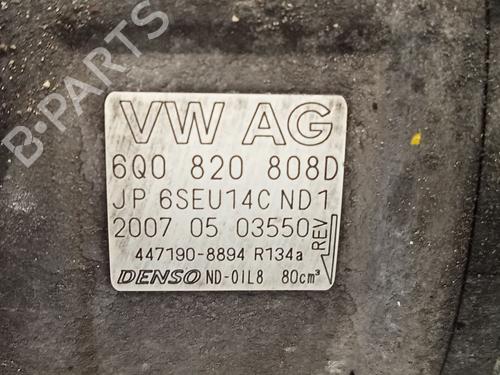 B-PARTS
VW AG
6Q0 820 808D
JP 6SEU14C ND1
2007 05 03550
REV
447190-8894 R134a
DENSO ND-OIL8 80cm³